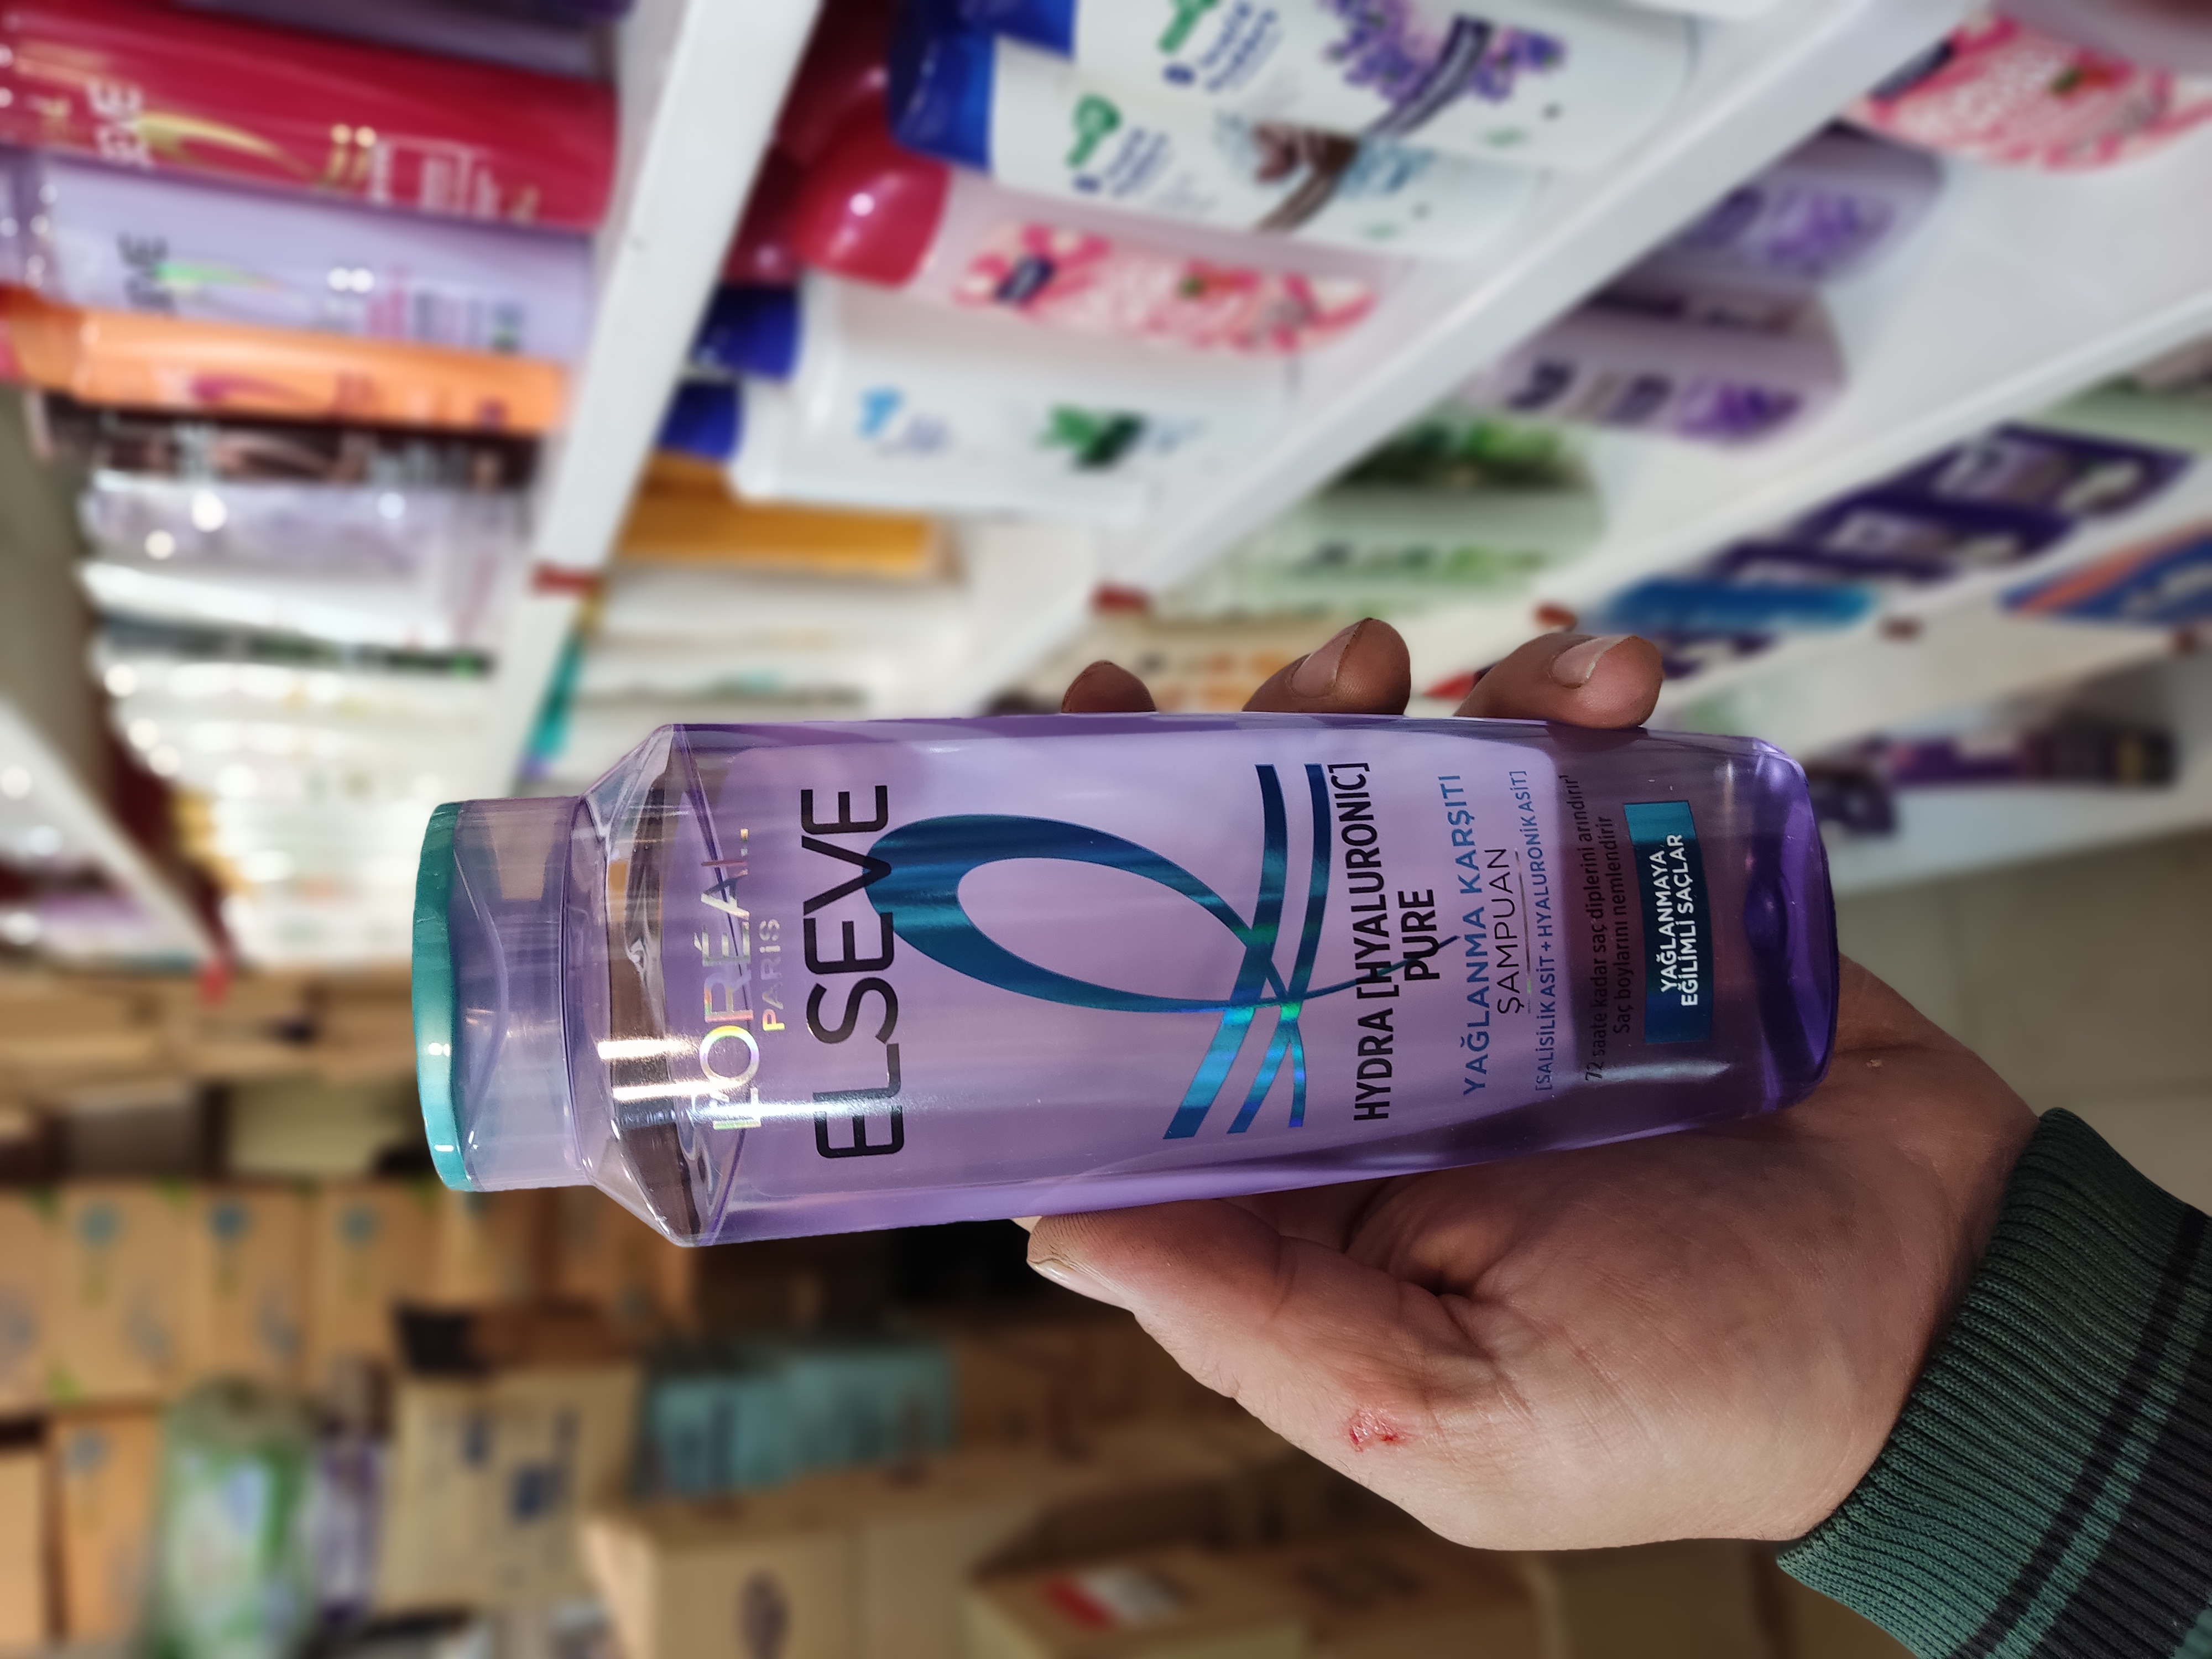 L'ORÉAL
PARIS
ELSEVE
HYDRA [HYALURONIC]
PURE
YAĞLANMA KARŞITI
ŞAMPUAN
[SALİSİLİK ASİT + HYALURONİK ASİT]
72 saate kadar saç diplerini arındırır¹
Saç boylarını nemlendirir
YAĞLANMAYA
EĞİLİMLİ SAÇLAR